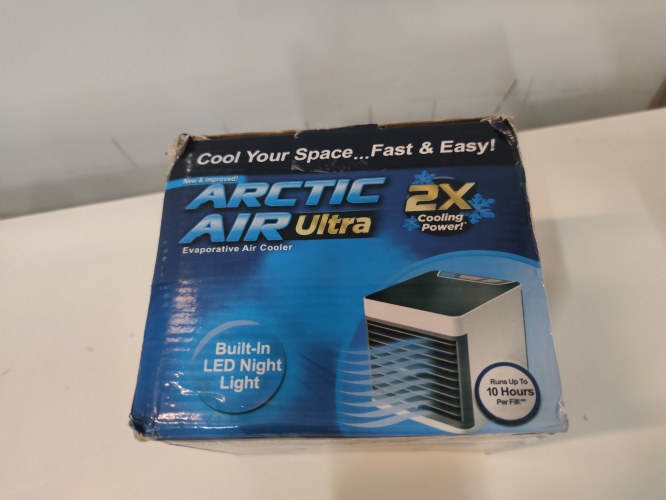 Cool Your Space...Fast & Easy!
New & Improved!
ARCTIC
AIR Ultra
Evaporative Air Cooler
2X
Cooling
Power!*
Built-In
LED Night
Light
Runs Up To
10 Hours
Per Fill!**